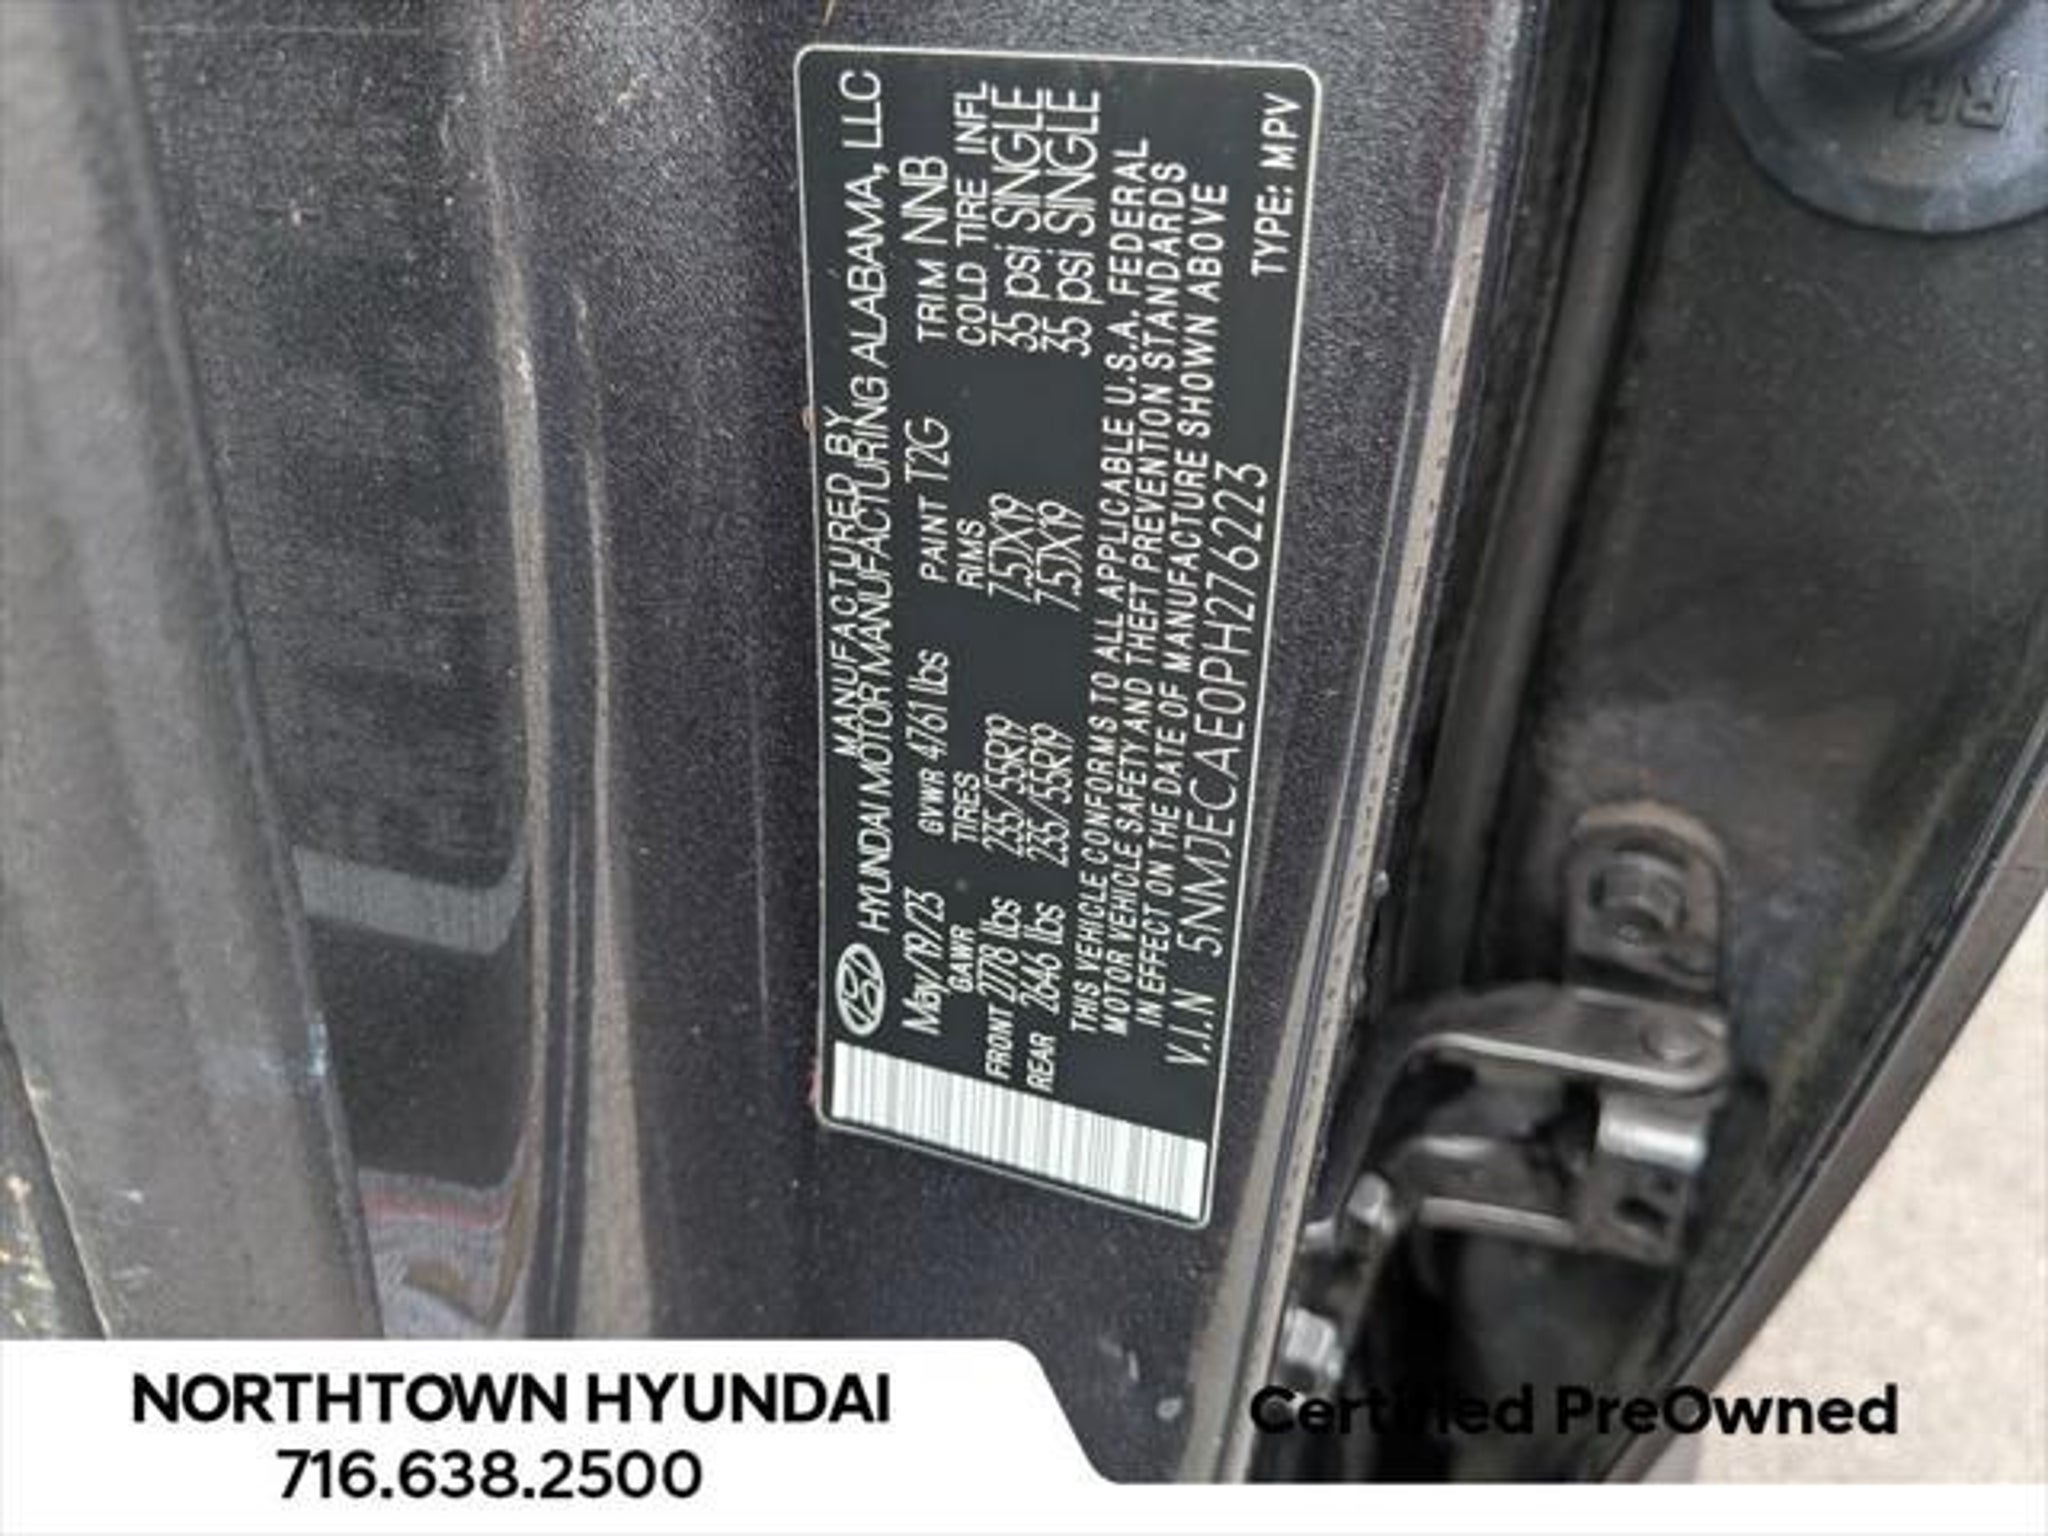 MANUFACTURED BY
HYUNDAI MOTOR MANUFACTURING ALABAMA, LLC
May/19/23 GVWR 4761 lbs PAINT T2G TRIM NNB
GAWR TIRES RIMS COLD TIRE INFL
FRONT 2778 lbs 235/55R19 7.5JX19 35 psi SINGLE
REAR 2646 lbs 235/55R19 7.5JX19 35 psi SINGLE
THIS VEHICLE CONFORMS TO ALL APPLICABLE U.S.A. FEDERAL
MOTOR VEHICLE SAFETY AND THEFT PREVENTION STANDARDS
IN EFFECT ON THE DATE OF MANUFACTURE SHOWN ABOVE
V.I.N 5NMJECAE0PH276223 TYPE: MPV
RH
NORTHTOWN HYUNDAI
716.638.2500
Certified PreOwned